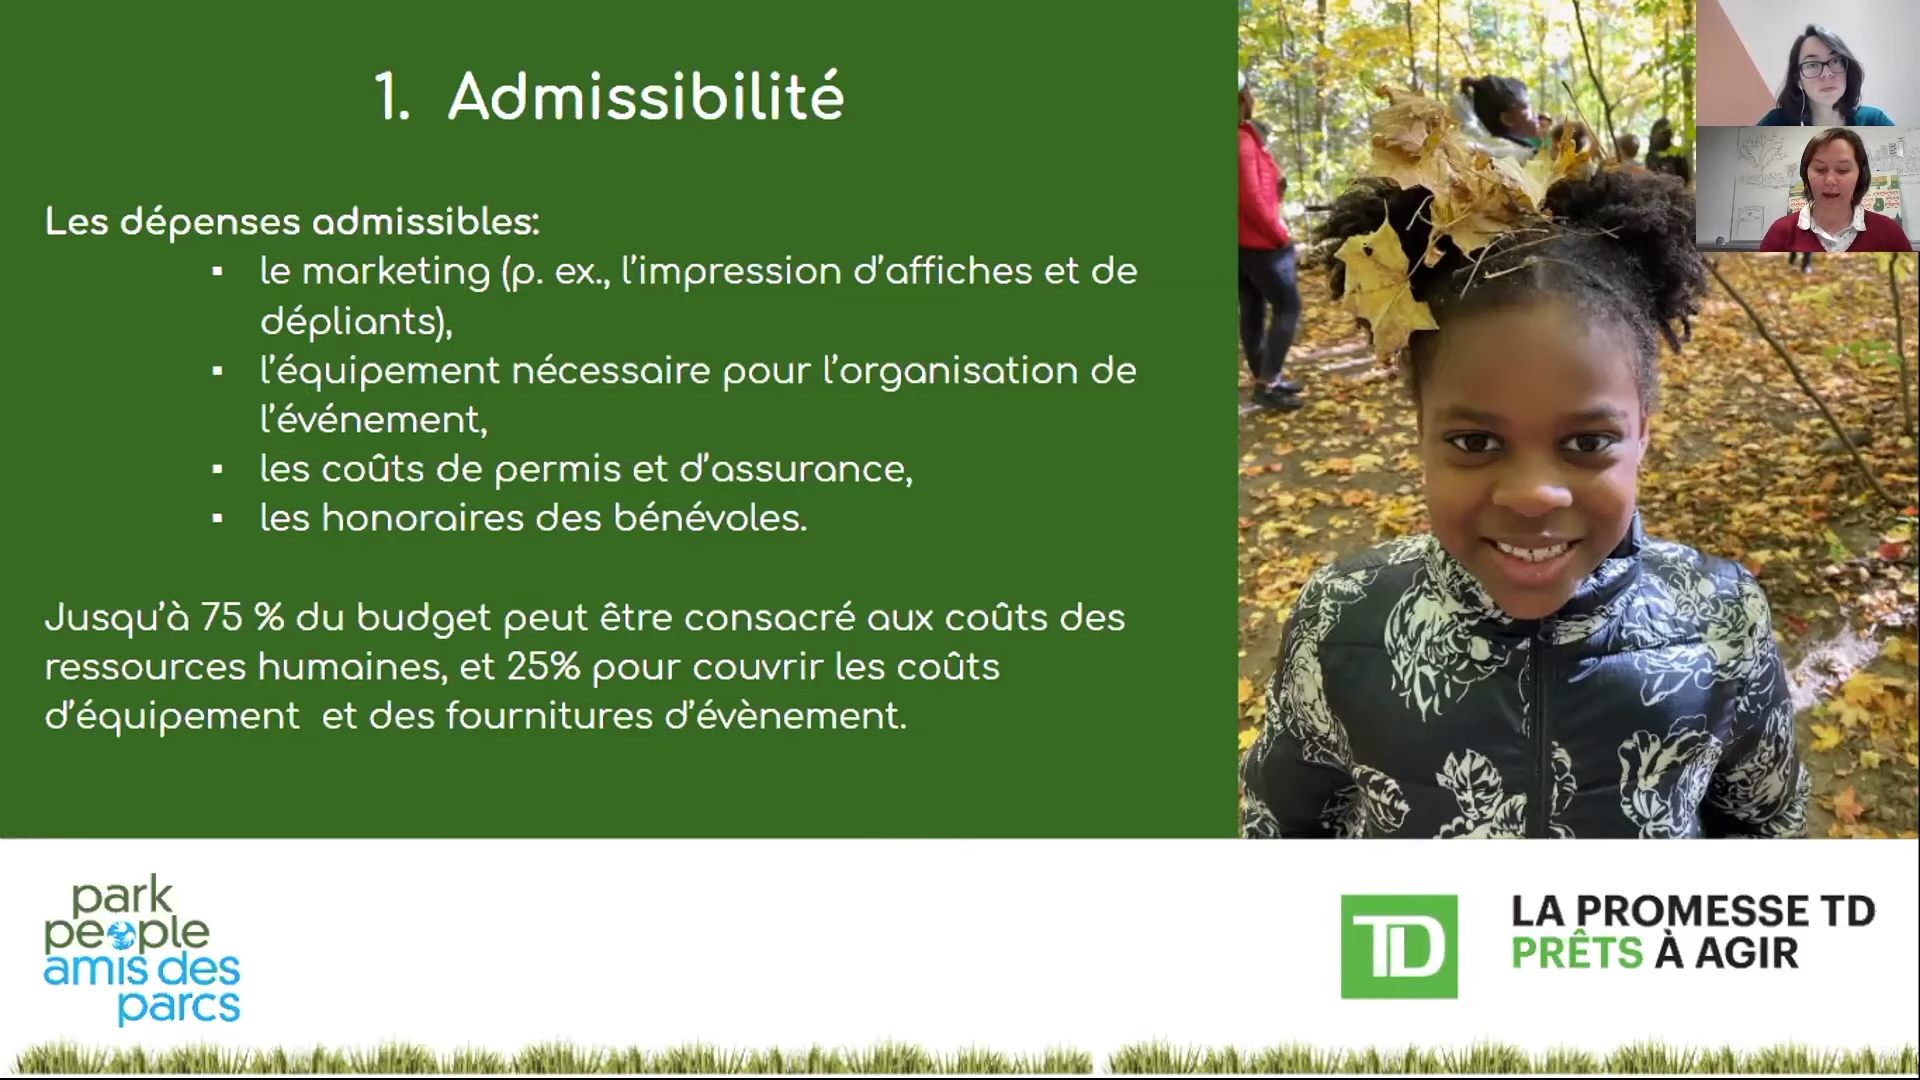 1. Admissibilité
Les dépenses admissibles:
▪ le marketing (p. ex., l’impression d’affiches et de
dépliants),
▪ l’équipement nécessaire pour l’organisation de
l’événement,
▪ les coûts de permis et d’assurance,
▪ les honoraires des bénévoles.
Jusqu’à 75 % du budget peut être consacré aux coûts des
ressources humaines, et 25% pour couvrir les coûts
d’équipement et des fournitures d’évènement.
park
people
amis des
parcs
TD
LA PROMESSE TD
PRÊTS À AGIR